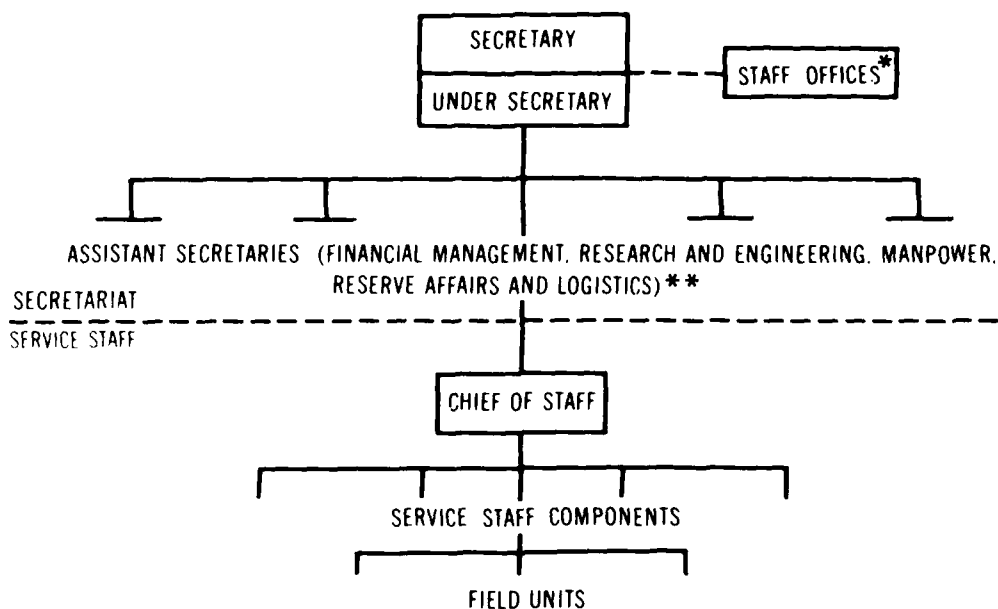 SECRETARY
STAFF OFFICES*
UNDER SECRETARY
ASSISTANT SECRETARIES (FINANCIAL MANAGEMENT, RESEARCH AND ENGINEERING, MANPOWER,
RESERVE AFFAIRS AND LOGISTICS)**
SECRETARIAT
SERVICE STAFF
CHIEF OF STAFF
SERVICE STAFF COMPONENTS
FIELD UNITS